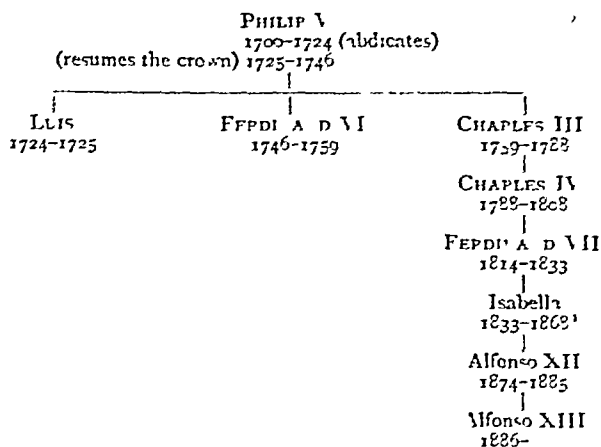 PHILIP V
1700–1724 (abdicates)
(resumes the crown) 1725–1746
LUIS
1724–1725
FERDINAND VI
1746–1759
CHARLES III
1759–1788
CHARLES IV
1788–1808
FERDINAND VII
1814–1833
Isabella
1833–1868¹
Alfonso XII
1874–1885
Alfonso XIII
1886–